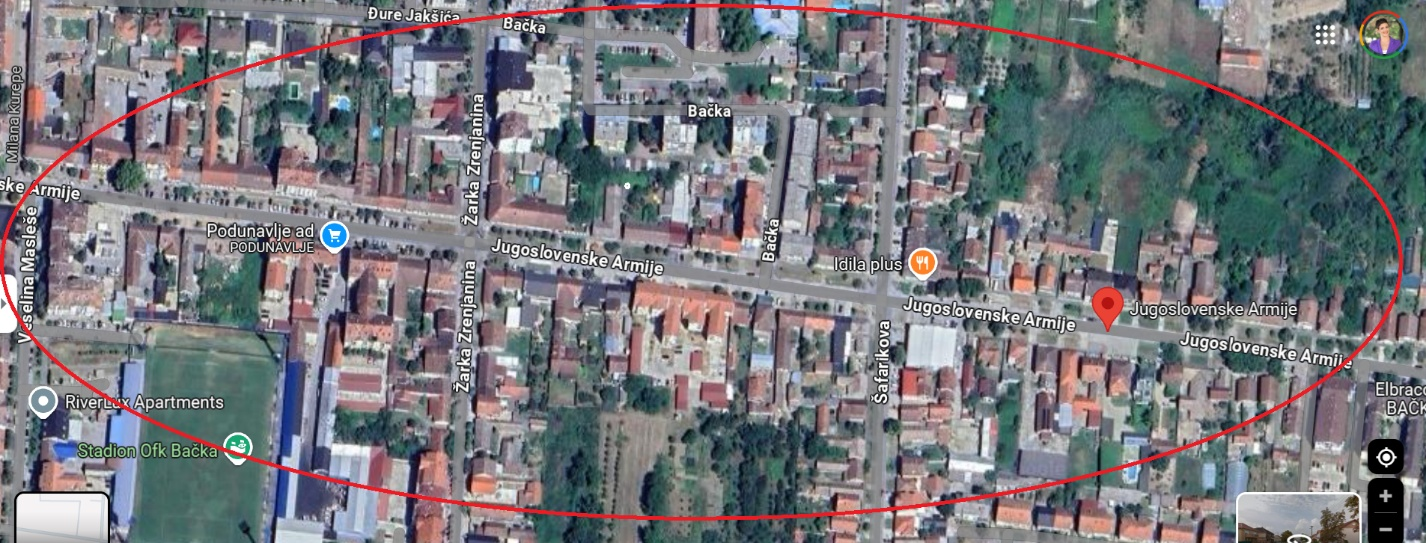 Đure Jakšića
Bačka
Milana Kurepe
Žarka Zrenjanina
Bačka
ske Armije
Veselina Masleše
Podunavlje ad
PODUNAVLJE
Jugoslovenske Armije
Bačka
Idila plus
Jugoslovenske Armije
Jugoslovenske Armije
Jugoslovenske Armije
Žarka Zrenjanina
Šafarikova
RiverLux Apartments
Stadion Ofk Bačka
Elbraco
BACK